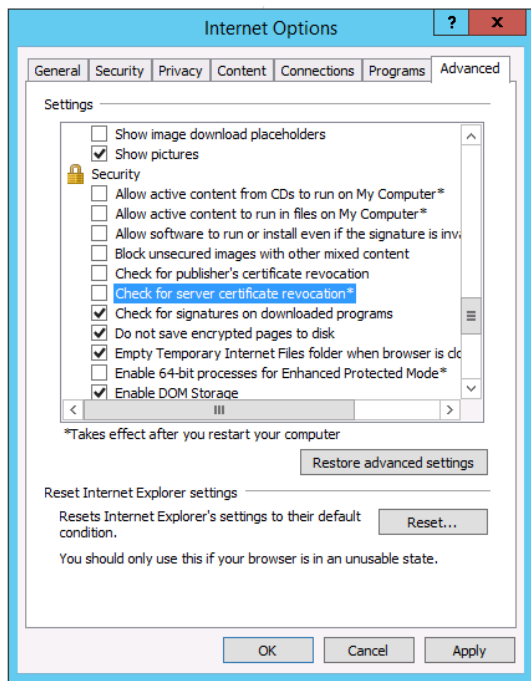 Internet Options
? x
General Security Privacy Content Connections Programs Advanced
Settings
Show image download placeholders
Show pictures
Security
Allow active content from CDs to run on My Computer*
Allow active content to run in files on My Computer*
Allow software to run or install even if the signature is inva
Block unsecured images with other mixed content
Check for publisher's certificate revocation
Check for server certificate revocation*
Check for signatures on downloaded programs
Do not save encrypted pages to disk
Empty Temporary Internet Files folder when browser is clo
Enable 64-bit processes for Enhanced Protected Mode*
Enable DOM Storage
*Takes effect after you restart your computer
Restore advanced settings
Reset Internet Explorer settings
Resets Internet Explorer's settings to their default
condition.
Reset...
You should only use this if your browser is in an unusable state.
OK Cancel Apply